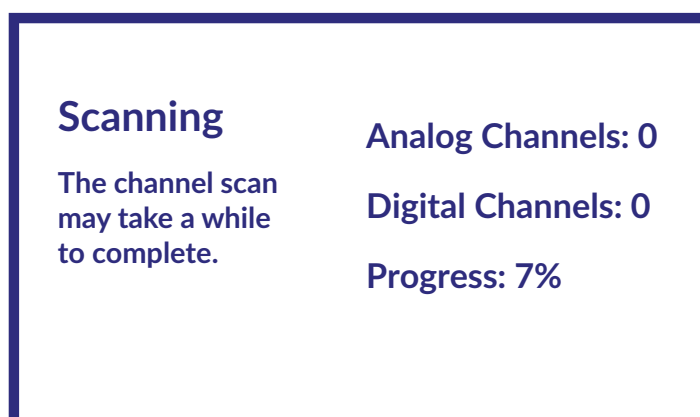 Scanning
The channel scan
may take a while
to complete.
Analog Channels: 0
Digital Channels: 0
Progress: 7%